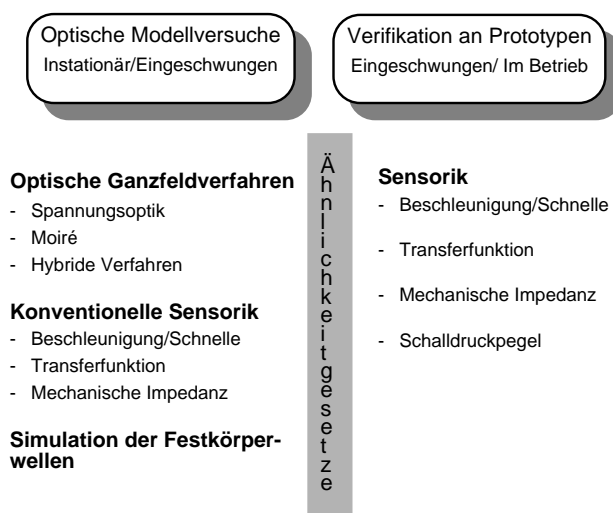 Optische Modellversuche
Instationär/Eingeschwungen
Verifikation an Prototypen
Eingeschwungen/ Im Betrieb
Optische Ganzfeldverfahren
- Spannungsoptik
- Moiré
- Hybride Verfahren
Konventionelle Sensorik
- Beschleunigung/Schnelle
- Transferfunktion
- Mechanische Impedanz
Simulation der Festkörper-
wellen
Ähnlichkeitgesetze
Sensorik
- Beschleunigung/Schnelle
- Transferfunktion
- Mechanische Impedanz
- Schalldruckpegel